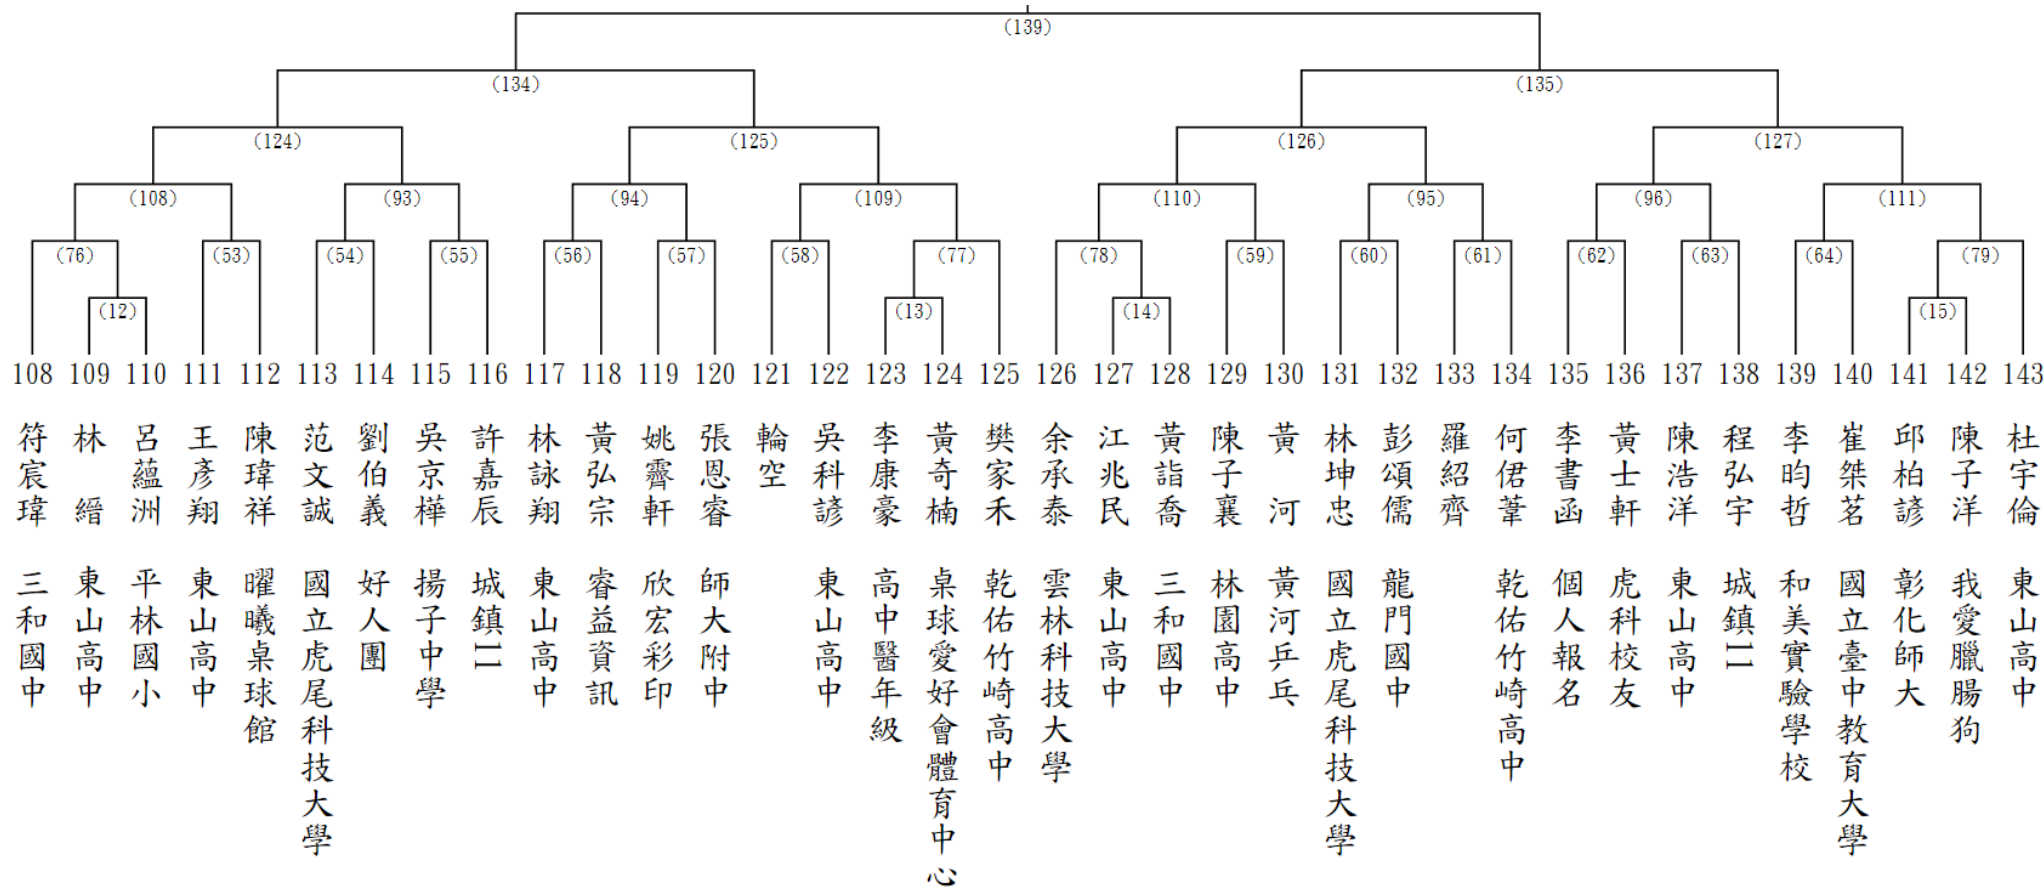 (139)
(134) (135)
(124) (125) (126) (127)
(108) (93) (94) (109) (110) (95) (96) (111)
(76) (53) (54) (55) (56) (57) (58) (77) (78) (59) (60) (61) (62) (63) (64) (79)
(12) (13) (14) (15)
108 109 110 111 112 113 114 115 116 117 118 119 120 121 122 123 124 125 126 127 128 129 130 131 132 133 134 135 136 137 138 139 140 141 142 143
符宸瑋
三和國中
林 縉
東山高中
呂蘊洲
平林國小
王彥翔
東山高中
陳瑋祥
曜曦桌球館
范文誠
國立虎尾科技大學
劉伯義
好人團
吳京樺
揚子中學
許嘉辰
城鎮11
林詠翔
東山高中
黃弘宗
睿益資訊
姚霽軒
欣宏彩印
張恩睿
師大附中
輪空
吳科諺
東山高中
李康豪
高中醫年級
黃奇楠
桌球愛好會體育中心
樊家禾
乾佑竹崎高中
余承泰
雲林科技大學
江兆民
東山高中
黃詣喬
三和國中
陳子襄
林園高中
黃 河
黃河乒乓
林坤忠
國立虎尾科技大學
彭頌儒
龍門國中
羅紹齊
何侰葦
乾佑竹崎高中
李書函
個人報名
黃士軒
虎科校友
陳浩洋
東山高中
程弘宇
城鎮11
李昀哲
和美實驗學校
崔桀茗
國立臺中教育大學
邱柏諺
彰化師大
陳子洋
我愛臘腸狗
杜宇倫
東山高中